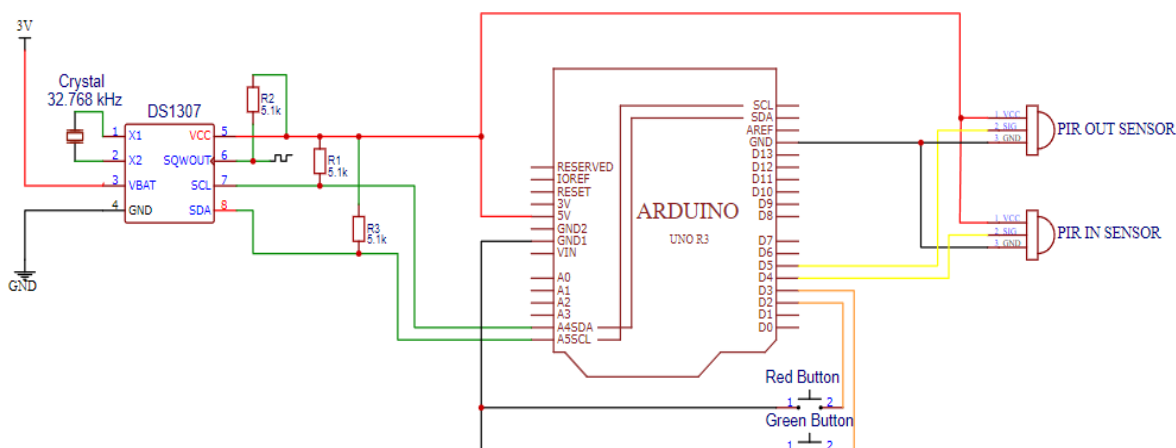 3V
Crystal
32.768 kHz
DS1307
1 X1
2 X2
3 VBAT
4 GND
VCC 5
SQWOUT 6
SCL 7
SDA 8
GND
R2
5.1k
R1
5.1k
R3
5.1k
RESERVED
IOREF
RESET
3V
5V
GND2
GND1
VIN
A0
A1
A2
A3
A4SDA
A5SCL
ARDUINO
UNO R3
SCL
SDA
AREF
GND
D13
D12
D11
D10
D9
D8
D7
D6
D5
D4
D3
D2
D1
D0
1 VCC
2 SIG
3 GND
PIR OUT SENSOR
1 VCC
2 SIG
3 GND
PIR IN SENSOR
Red Button
1 2
Green Button
1 2